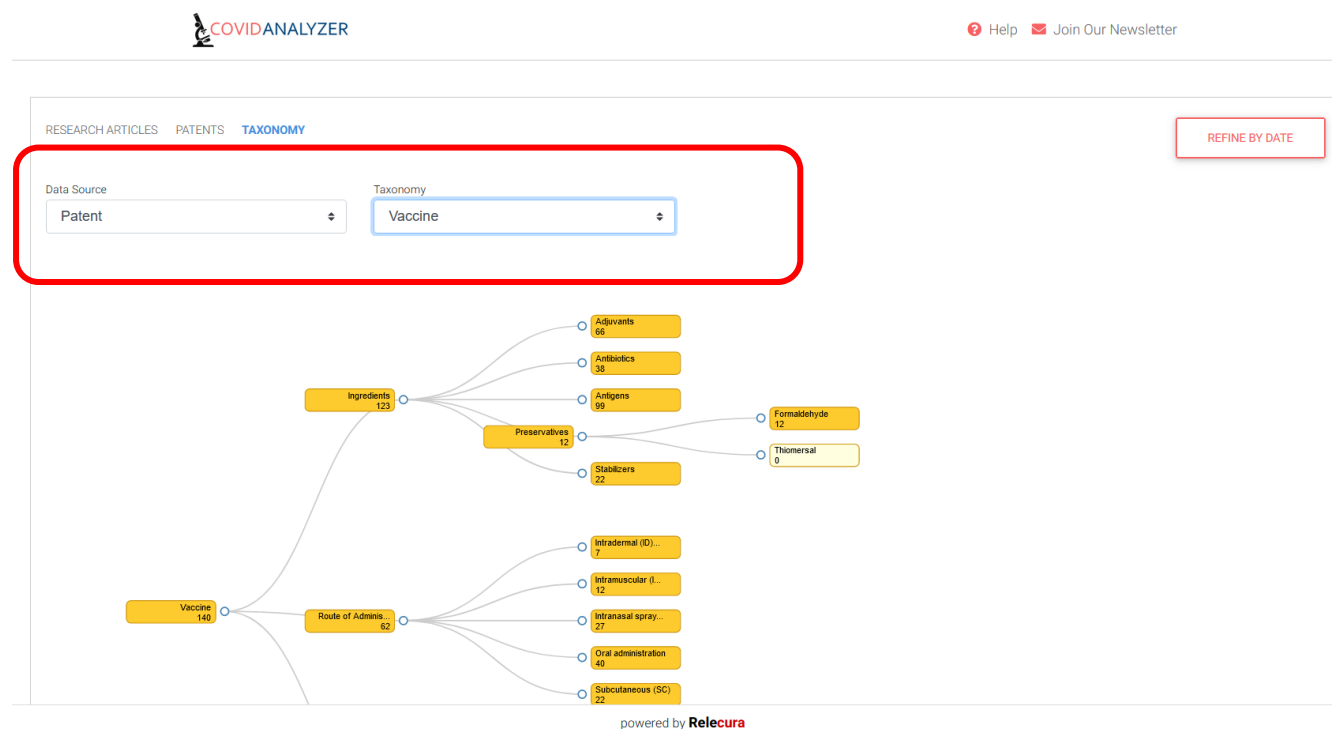 COVIDANALYZER
Help Join Our Newsletter
RESEARCH ARTICLES PATENTS TAXONOMY
REFINE BY DATE
Data Source Taxonomy
Patent Vaccine
Adjuvants
66
Antibiotics
38
Ingredients
123
Antigens
99
Formaldehyde
12
Preservatives
12
Thiomersal
0
Stabilizers
22
Intradermal (ID)...
7
Intramuscular (I...
12
Vaccine
140
Route of Adminis...
62
Intranasal spray...
27
Oral administration
40
Subcutaneous (SC)
22
powered by Relecura